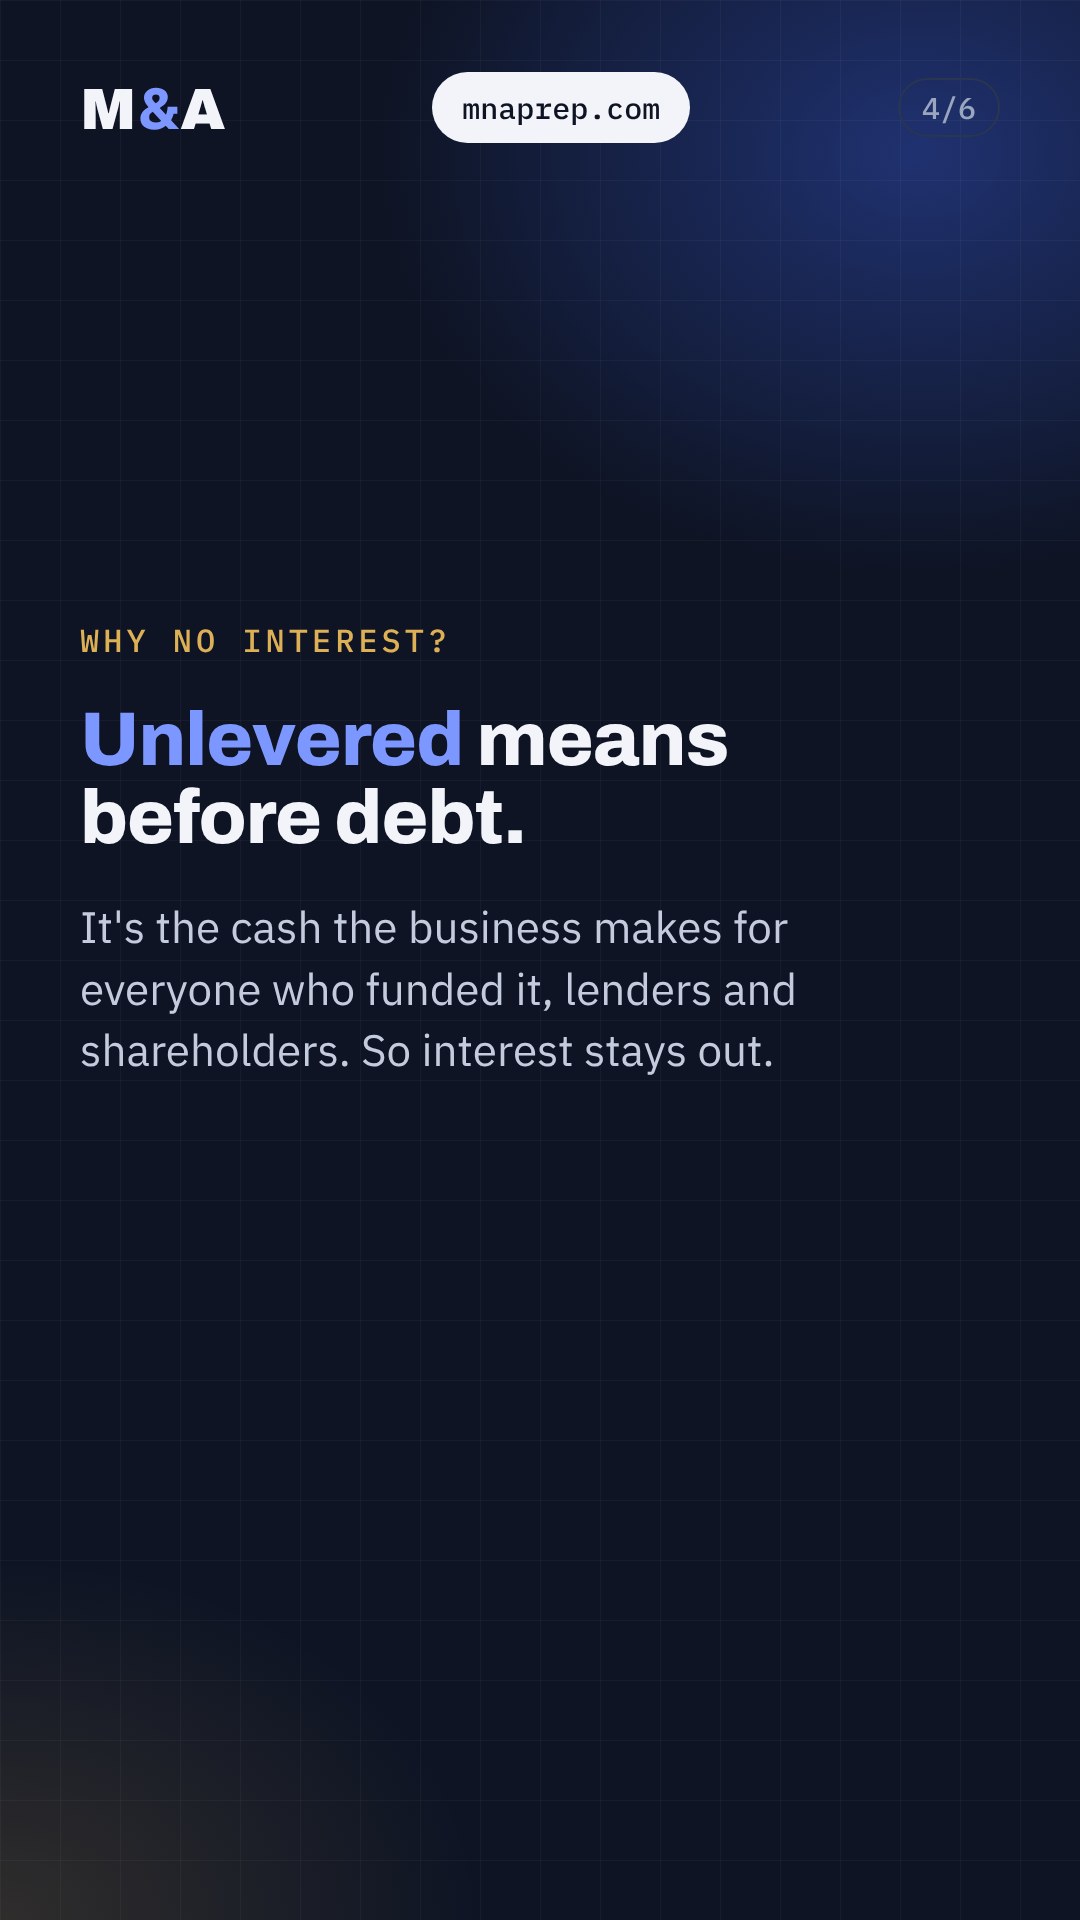 M&A
mnaprep.com
4/6
WHY NO INTEREST?
Unlevered means
before debt.
It's the cash the business makes for
everyone who funded it, lenders and
shareholders. So interest stays out.